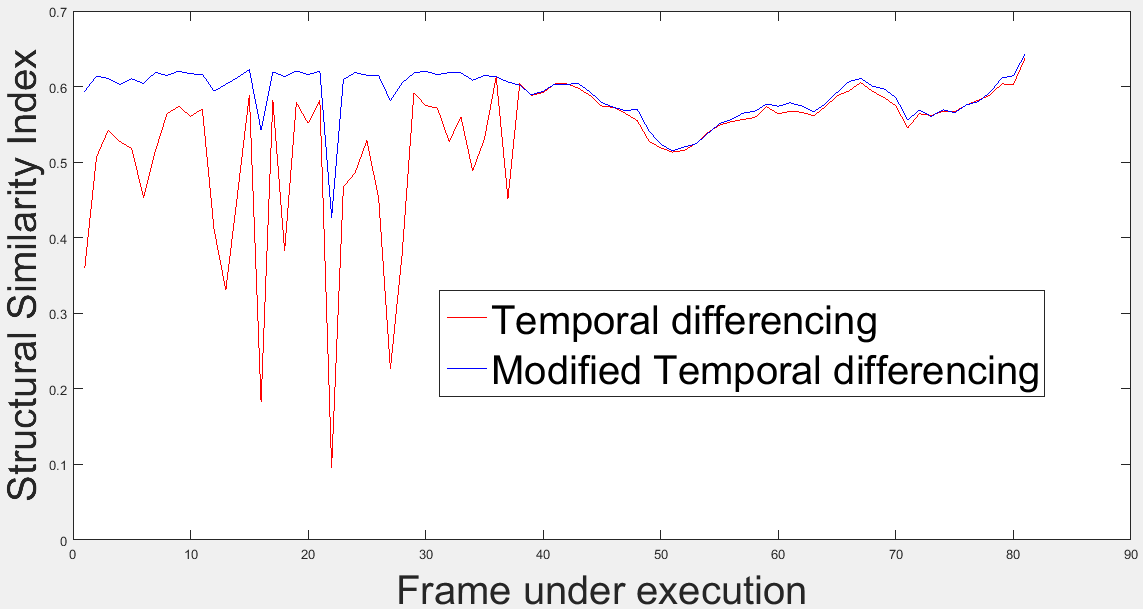 Structural Similarity Index
0.7
0.6
0.5
0.4
0.3
0.2
0.1
0
Temporal differencing
Modified Temporal differencing
0 10 20 30 40 50 60 70 80 90
Frame under execution